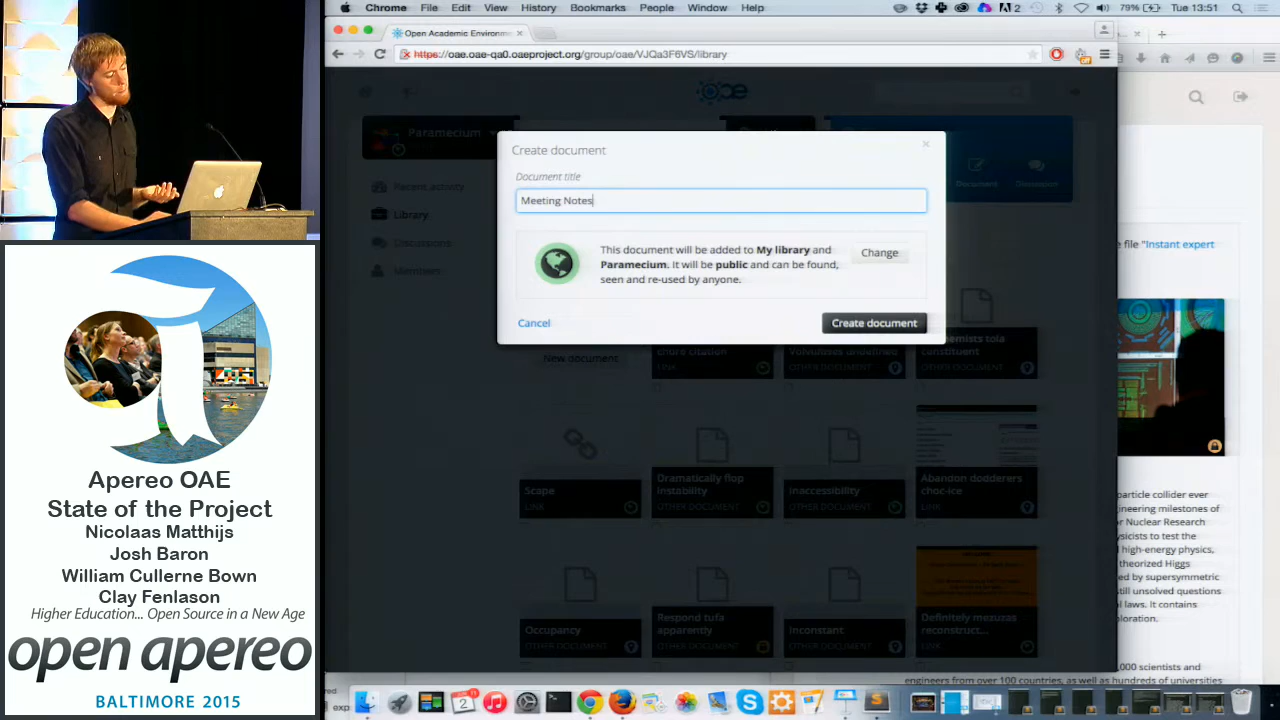 Chrome File Edit View History Bookmarks People Window Help
2 79% Tue 13:51
Open Academic Environme
https://oae.oae-qa0.oaeproject.org/group/oae/VJQa3F6VS/library
oae
Paramecium
Recent activity
Library
Discussions
Members
Document
Discussion
Create document
Document title
Meeting Notes
This document will be added to My library and
Paramecium. It will be public and can be found,
seen and re-used by anyone.
Change
Cancel
Create document
New document
LINK
OTHER DOCUMENT
constituent
OTHER DOCUMENT
Scape
LINK
Dramatically flop
instability
OTHER DOCUMENT
Inaccessibility
OTHER DOCUMENT
Abandon dodderers
choc-ice
LINK
Occupancy
OTHER DOCUMENT
Respond tufa
apparently
OTHER DOCUMENT
Inconstant
OTHER DOCUMENT
Definitely mezuzas
reconstruct...
LINK
e file "Instant expert
particle collider ever
gineering milestones of
r Nuclear Research
ysicists to test the
high-energy physics,
theorized Higgs
ed by supersymmetric
still unsolved questions
l laws. It contains
loration.
,000 scientists and
engineers from over 100 countries, as well as hundreds of universities
Apereo OAE
State of the Project
Nicolaas Matthijs
Josh Baron
William Cullerne Bown
Clay Fenlason
Higher Education... Open Source in a New Age
open apereo
BALTIMORE 2015